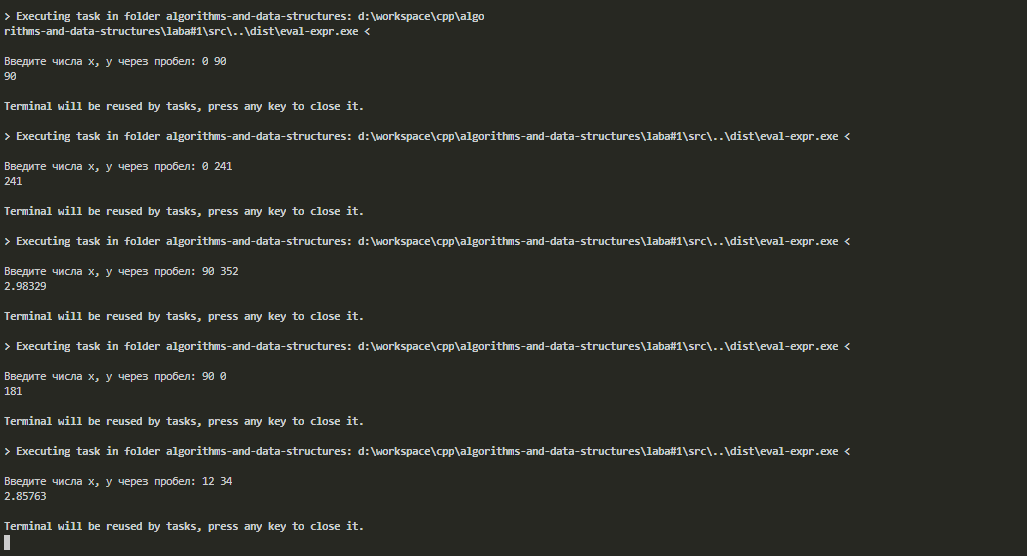 > Executing task in folder algorithms-and-data-structures: d:\workspace\cpp\algo
rithms-and-data-structures\laba#1\src\..\dist\eval-expr.exe <
Введите числа x, y через пробел: 0 90
90
Terminal will be reused by tasks, press any key to close it.
> Executing task in folder algorithms-and-data-structures: d:\workspace\cpp\algorithms-and-data-structures\laba#1\src\..\dist\eval-expr.exe <
Введите числа x, y через пробел: 0 241
241
Terminal will be reused by tasks, press any key to close it.
> Executing task in folder algorithms-and-data-structures: d:\workspace\cpp\algorithms-and-data-structures\laba#1\src\..\dist\eval-expr.exe <
Введите числа x, y через пробел: 90 352
2.98329
Terminal will be reused by tasks, press any key to close it.
> Executing task in folder algorithms-and-data-structures: d:\workspace\cpp\algorithms-and-data-structures\laba#1\src\..\dist\eval-expr.exe <
Введите числа x, y через пробел: 90 0
181
Terminal will be reused by tasks, press any key to close it.
> Executing task in folder algorithms-and-data-structures: d:\workspace\cpp\algorithms-and-data-structures\laba#1\src\..\dist\eval-expr.exe <
Введите числа x, y через пробел: 12 34
2.85763
Terminal will be reused by tasks, press any key to close it.